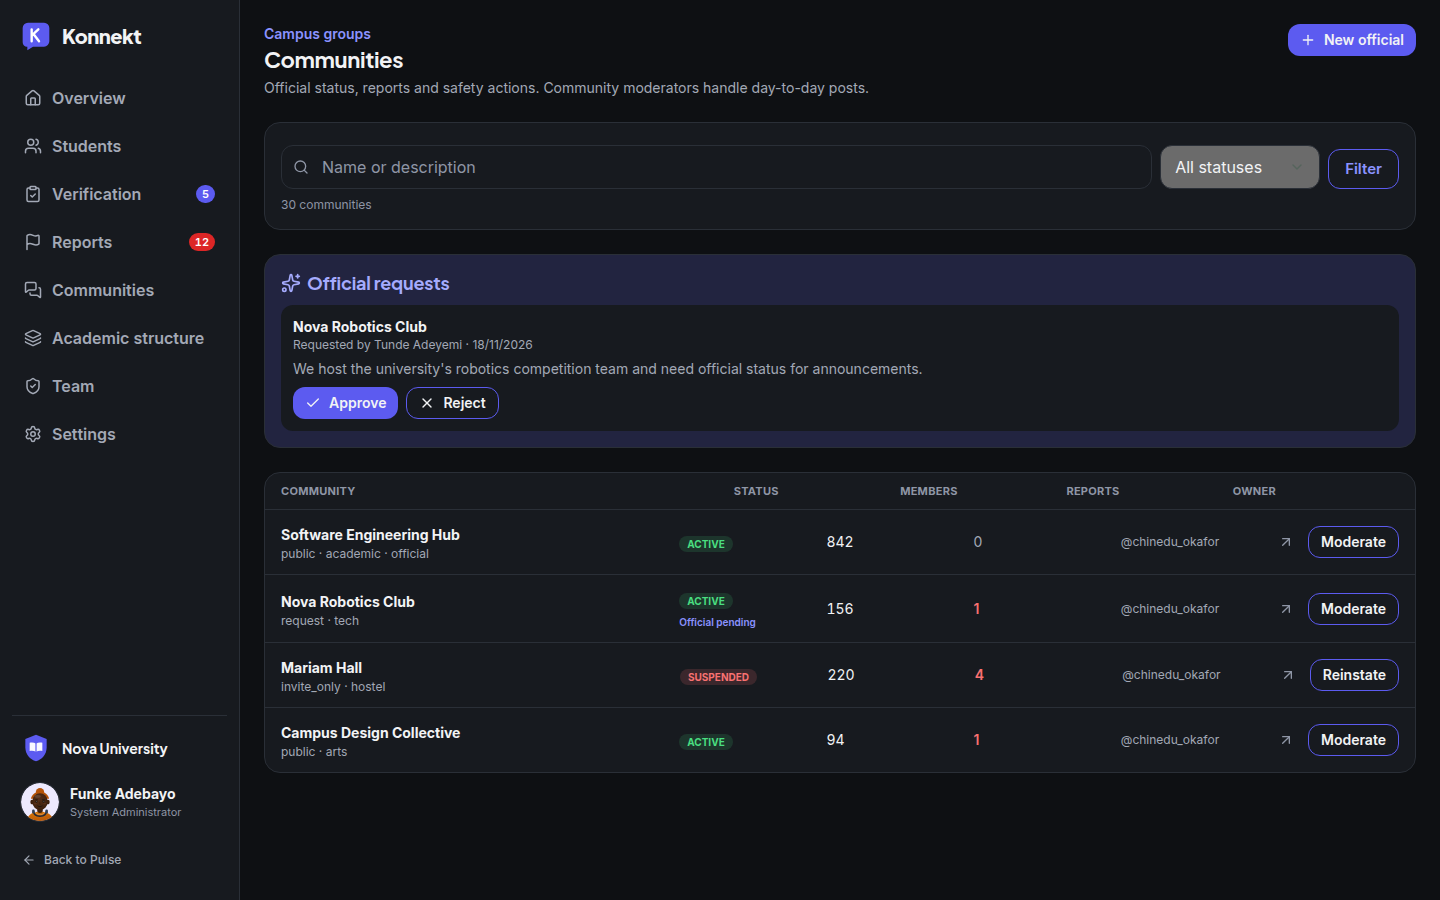 Konnekt
Overview
Students
Verification 5
Reports 12
Communities
Academic structure
Team
Settings
Nova University
Funke Adebayo
System Administrator
Back to Pulse
Campus groups
Communities
Official status, reports and safety actions. Community moderators handle day-to-day posts.
New official
Name or description
All statuses
Filter
30 communities
Official requests
Nova Robotics Club
Requested by Tunde Adeyemi · 18/11/2026
We host the university's robotics competition team and need official status for announcements.
Approve Reject
COMMUNITY STATUS MEMBERS REPORTS OWNER
Software Engineering Hub
public · academic · official
ACTIVE 842 0 @chinedu_okafor Moderate
Nova Robotics Club
request · tech
ACTIVE
Official pending
156 1 @chinedu_okafor Moderate
Mariam Hall
invite_only · hostel
SUSPENDED 220 4 @chinedu_okafor Reinstate
Campus Design Collective
public · arts
ACTIVE 94 1 @chinedu_okafor Moderate